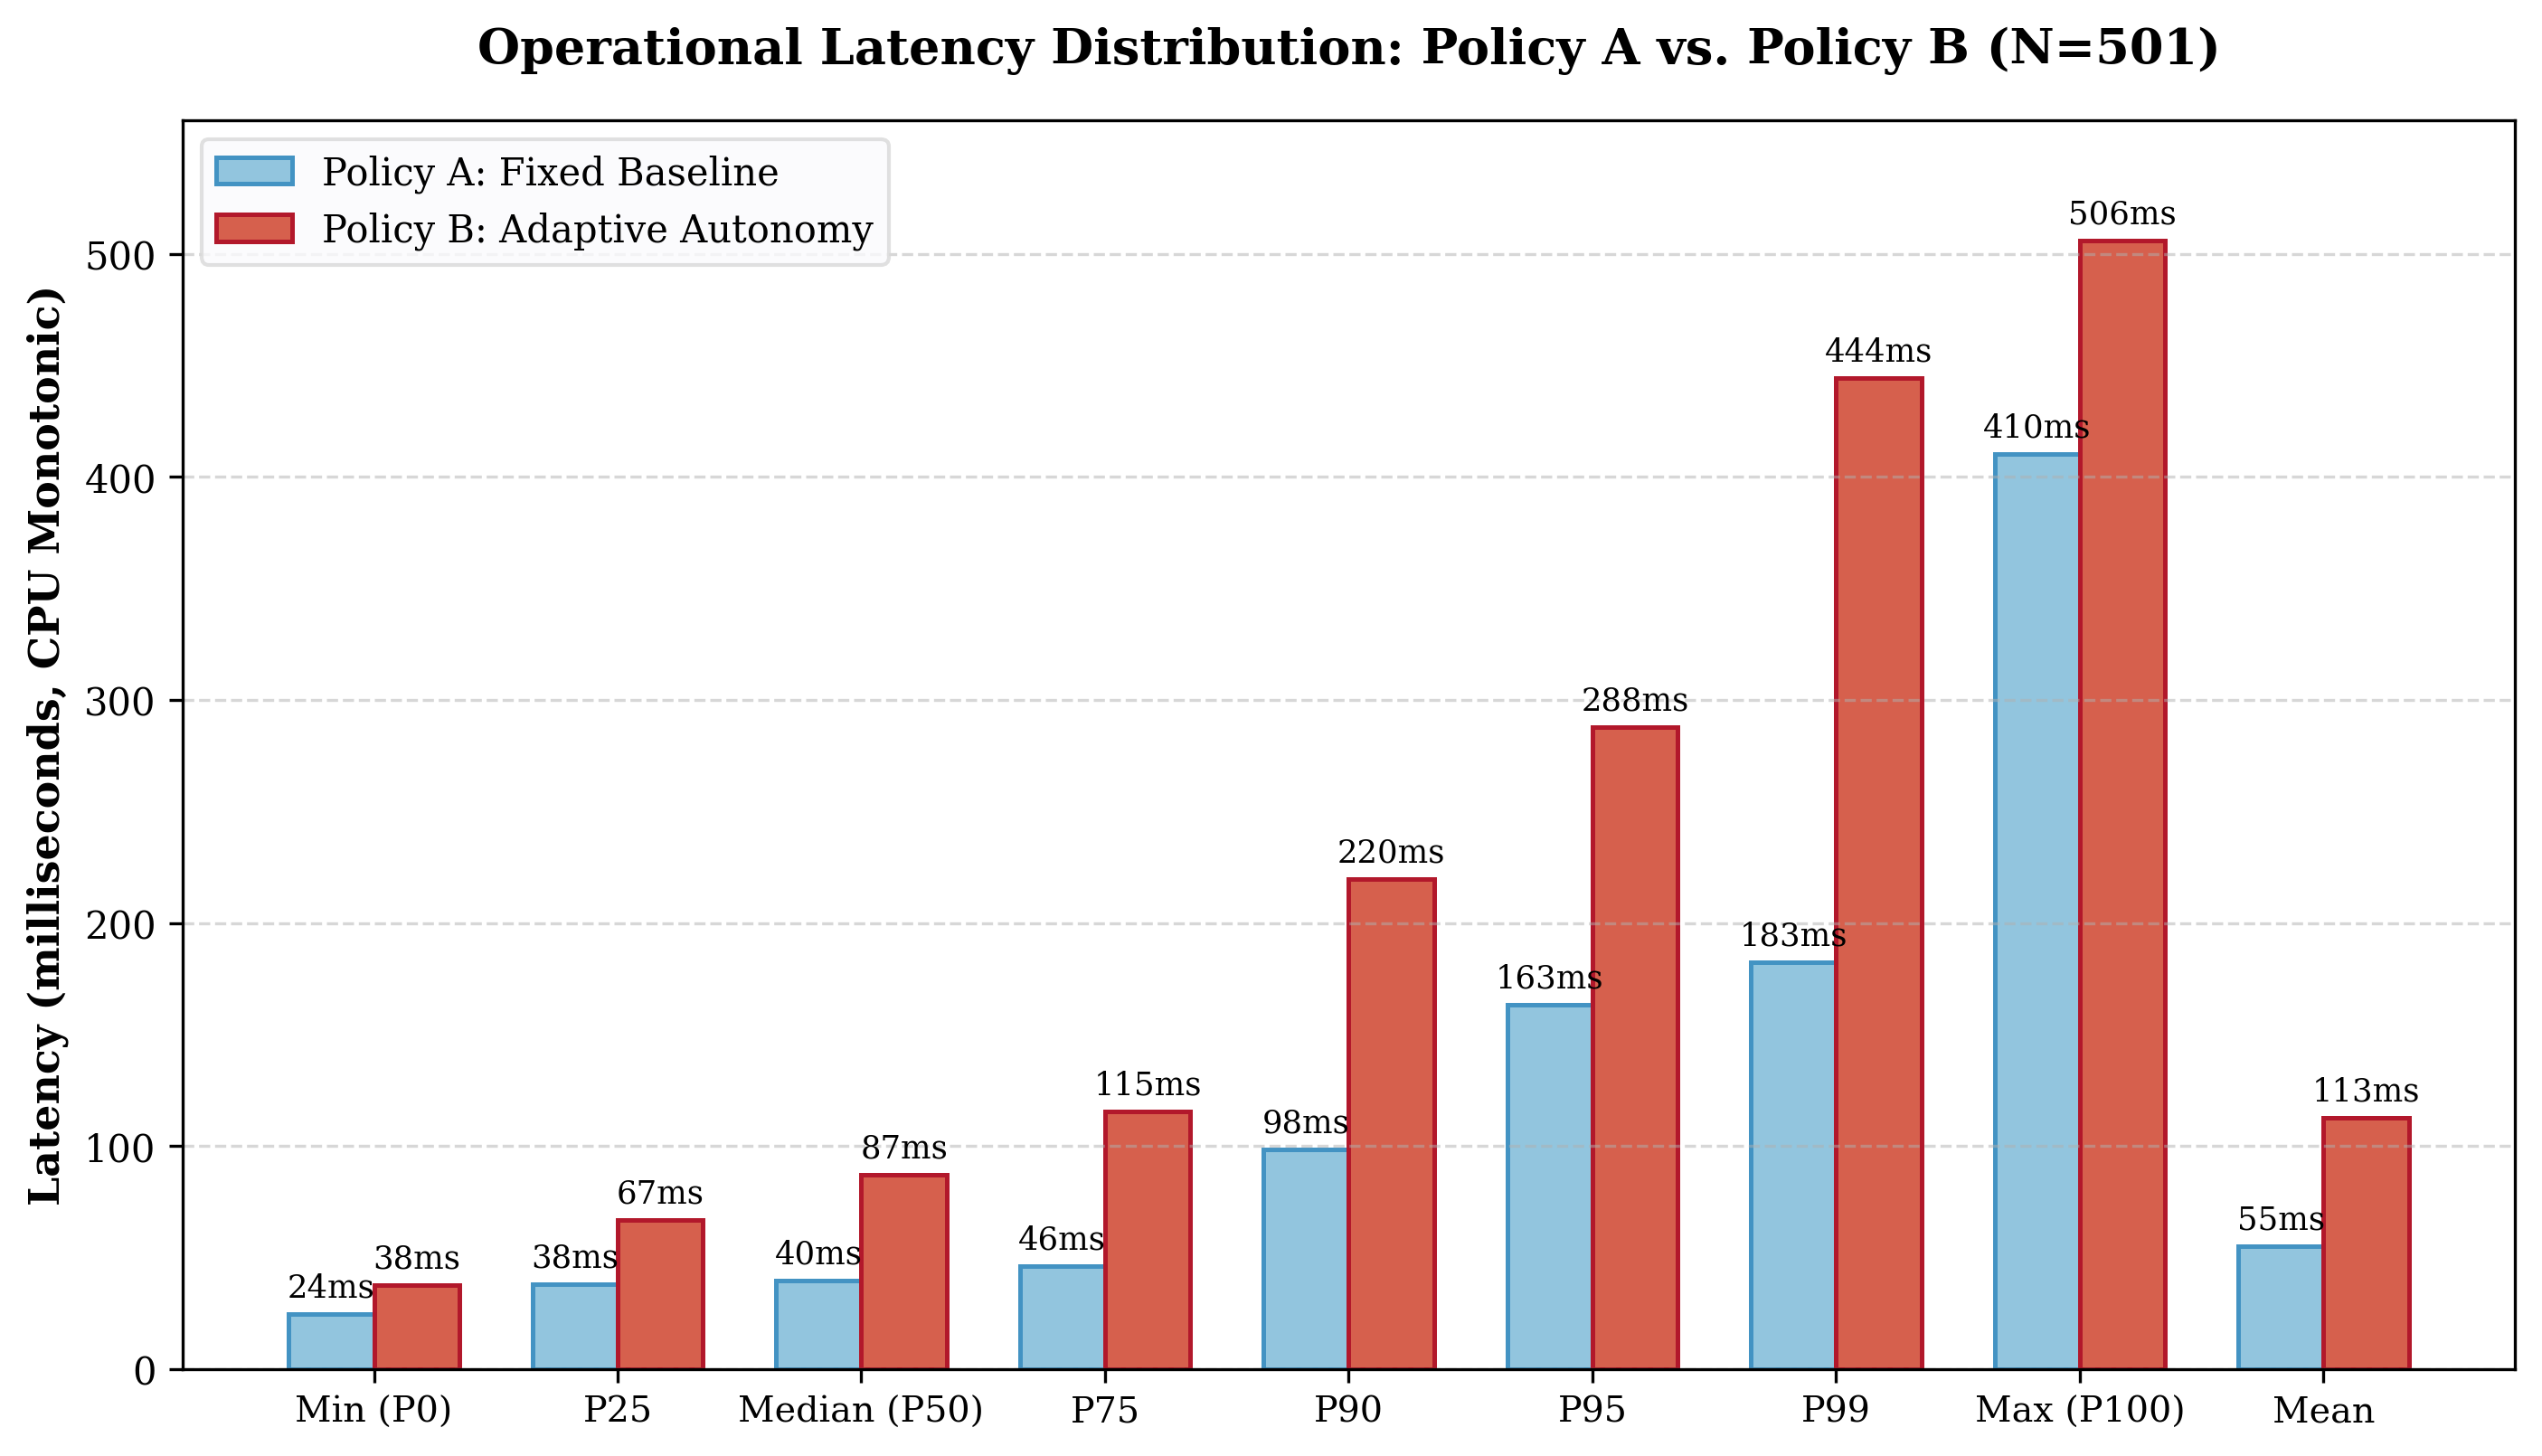 Operational Latency Distribution: Policy A vs. Policy B (N=501)
Policy A: Fixed Baseline
Policy B: Adaptive Autonomy
Latency (milliseconds, CPU Monotonic)
500
400
300
200
100
0
24ms
38ms
38ms
67ms
40ms
87ms
46ms
115ms
98ms
220ms
163ms
288ms
183ms
444ms
410ms
506ms
55ms
113ms
Min (P0)
P25
Median (P50)
P75
P90
P95
P99
Max (P100)
Mean